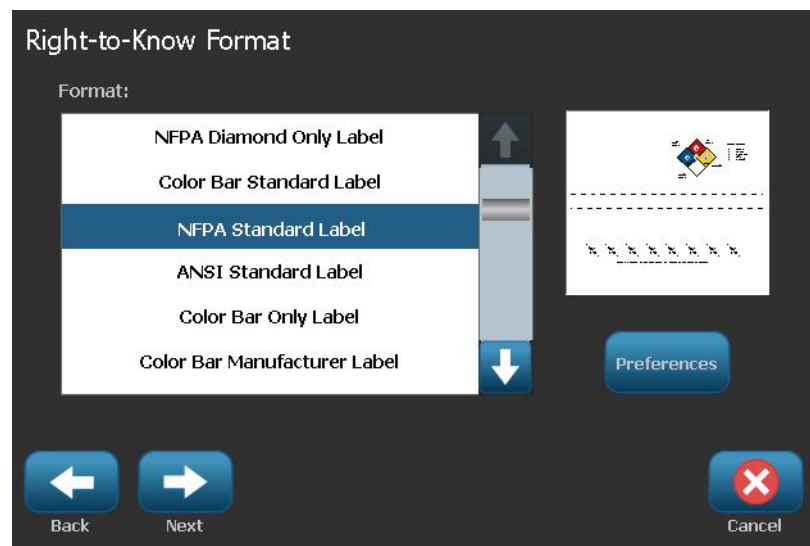 Right-to-Know Format
Format:
NFPA Diamond Only Label
Color Bar Standard Label
NFPA Standard Label
ANSI Standard Label
Color Bar Only Label
Color Bar Manufacturer Label
Preferences
Back
Next
Cancel